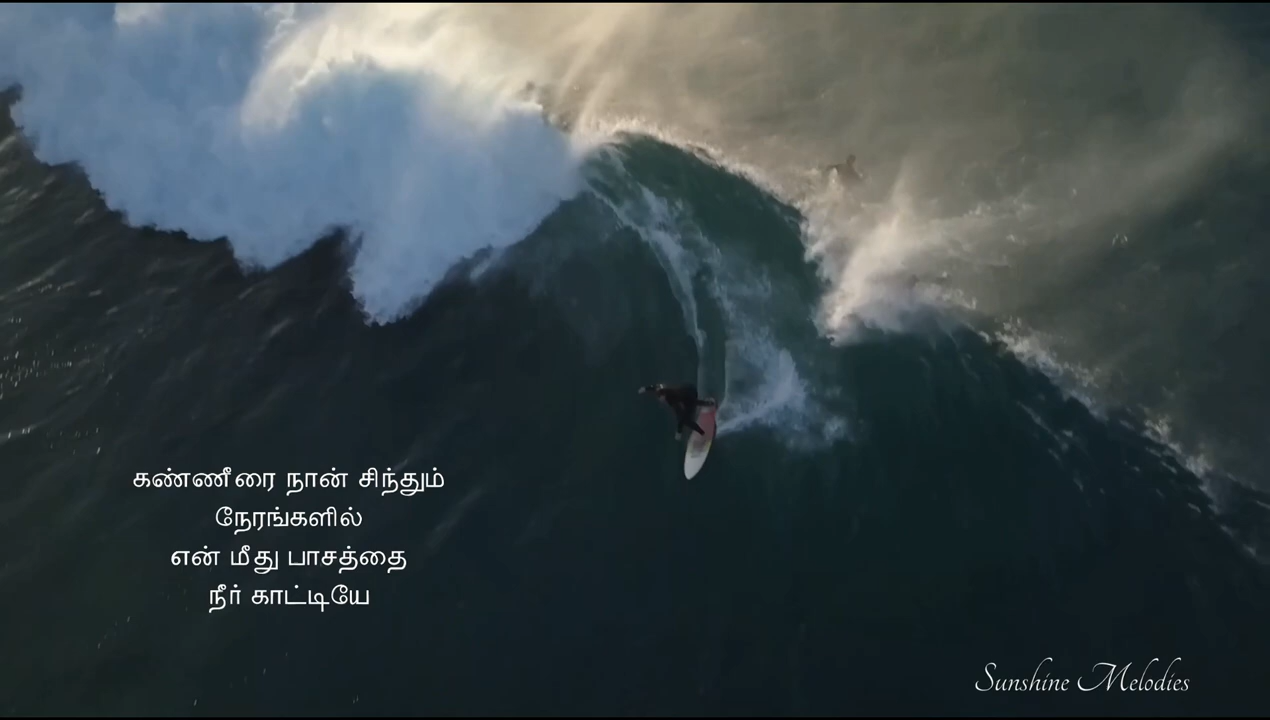 கண்ணீரை நான் சிந்தும்
நேரங்களில்
என் மீது பாசத்தை
நீர் காட்டியே
Sunshine Melodies